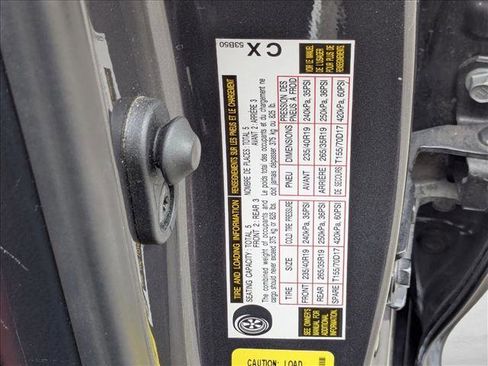 TIRE AND LOADING INFORMATION
RENSEIGNEMENTS SUR LES PNEUS ET LE CHARGEMENT
SEATING CAPACITY TOTAL 5 FRONT 2: REAR 3
The combined weight of occupants and
cargo should never exceed 375 kg or 825 lbs.
NOMBRE DE PLACES: TOTAL 5 AVANT 2: ARRIÈRE 3
Le poids total des occupants et du chargement ne
doit jamais dépasser 375 kg ou 825 lb.
TIRE SIZE COLD TIRE PRESSURE
FRONT 235/40R19 240kPa, 35PSI
REAR 265/35R19 250kPa, 36PSI
SPARE T155/70D17 420kPa, 60PSI
PNEU DIMENSIONS PRESSION DES
PNEUS À FROID
AVANT 235/40R19 240kPa, 35PSI
ARRIÈRE 265/35R19 250kPa, 36PSI
DE SECOURS T155/70D17 420kPa, 60PSI
SEE OWNER'S
MANUAL FOR
ADDITIONAL
INFORMATION
VOIR LE MANUEL
DE L'USAGER
POUR PLUS DE
RENSEIGNEMENTS
CX
53B50
CAUTION: LOAD